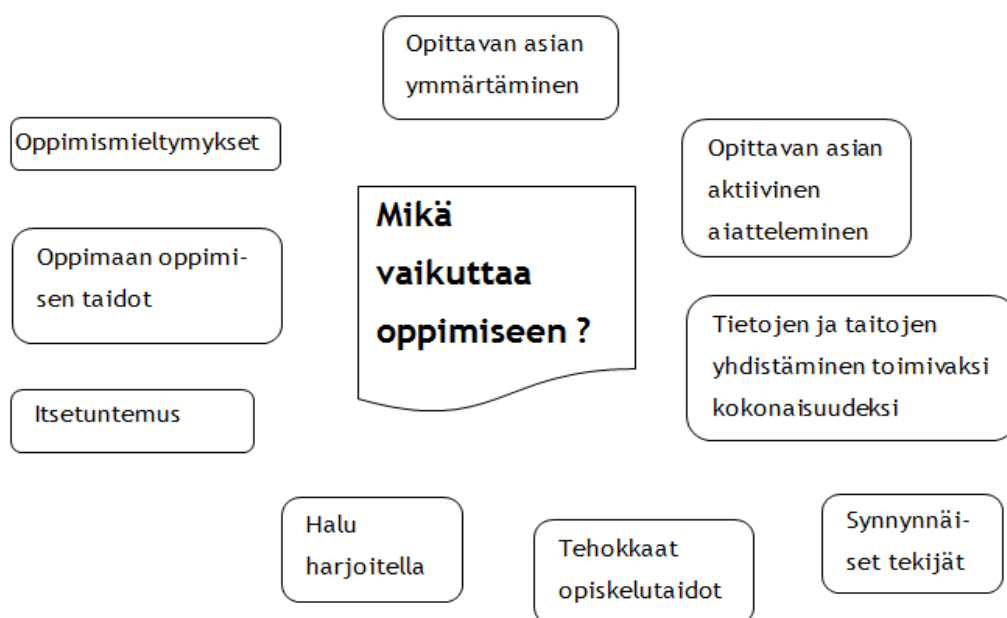 Opittavan asian
ymmärtäminen
Oppimismieltymykset
Opittavan asian
aktiivinen
aiatteleminen
Mikä
vaikuttaa
oppimiseen ?
Oppimaan oppimi-
sen taidot
Tietojen ja taitojen
yhdistäminen toimivaksi
kokonaisuudeksi
Itsetuntemus
Halu
harjoitella
Tehokkaat
opiskelutaidot
Synnynnäi-
set tekijät